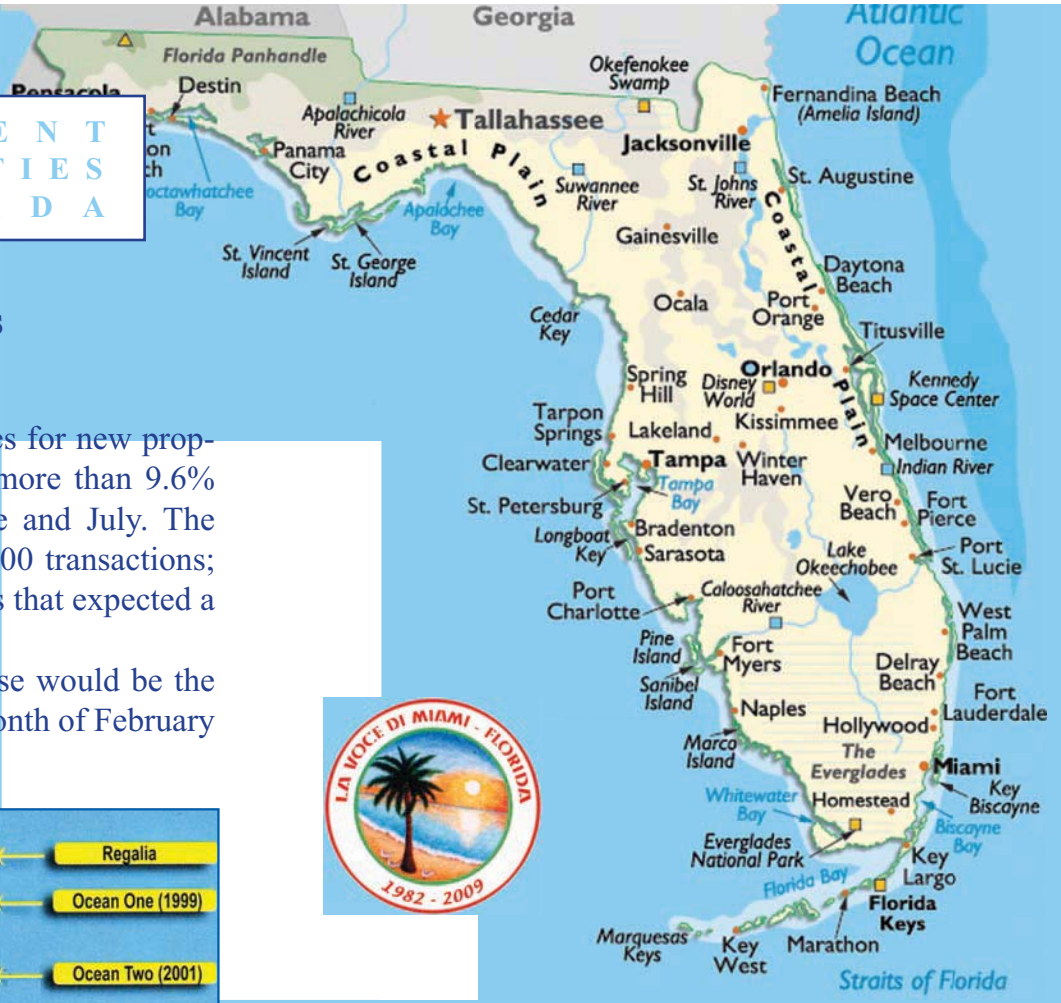 Alabama
Georgia
Atlantic
Ocean
Florida Panhandle
Okefenokee
Swamp
Pensacola
Destin
Fernandina Beach
(Amelia Island)
Apalachicola
River
Tallahassee
Jacksonville
E N T
T I E S
D A
Panama
City
Coastal Plain
Suwannee
River
St. Johns
River
St. Augustine
Bay
Apalachee
Bay
Coastal Plain
Gainesville
St. Vincent
Island
St. George
Island
Daytona
Beach
Ocala
Port
Orange
Cedar
Key
Titusville
Orlando
Spring
Hill
Disney
World
Kennedy
Space Center
Kissimmee
Tarpon
Springs
Lakeland
Melbourne
Clearwater
Tampa
Winter
Haven
Indian River
Tampa
Bay
St. Petersburg
Vero
Beach
Fort
Pierce
Bradenton
Longboat
Key
Sarasota
Lake
Okeechobee
Port
St. Lucie
Port
Charlotte
Caloosahatchee
River
West
Palm
Beach
Pine
Island
Fort
Myers
Delray
Beach
Sanibel
Island
Fort
Lauderdale
Naples
Hollywood
Marco
Island
The
Everglades
Miami
Key
Biscayne
Whitewater
Bay
Homestead
Biscayne
Bay
Everglades
National Park
Key
Largo
Florida Bay
Florida
Keys
Marquesas
Keys
Key
West
Marathon
Straits of Florida
es for new prop-
more than 9.6%
e and July. The
00 transactions;
s that expected a
se would be the
onth of February
LA VOCE DI MIAMI - FLORIDA
1982 - 2009
Regalia
Ocean One (1999)
Ocean Two (2001)